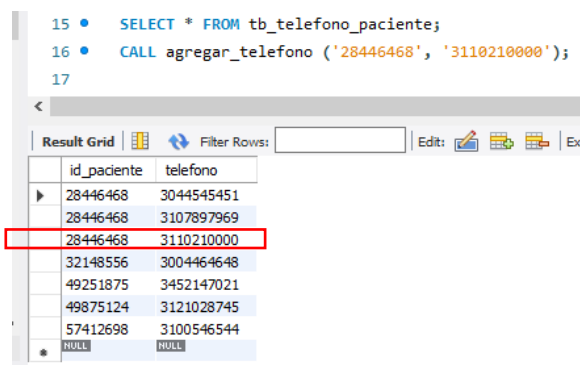 15 SELECT * FROM tb_telefono_paciente;
16 CALL agregar_telefono ('28446468', '3110210000');
17
Result Grid Filter Rows: Edit: Ex
id_paciente telefono
28446468 3044545451
28446468 3107897969
28446468 3110210000
32148556 3004464648
49251875 3452147021
49875124 3121028745
57412698 3100546544
NULL NULL